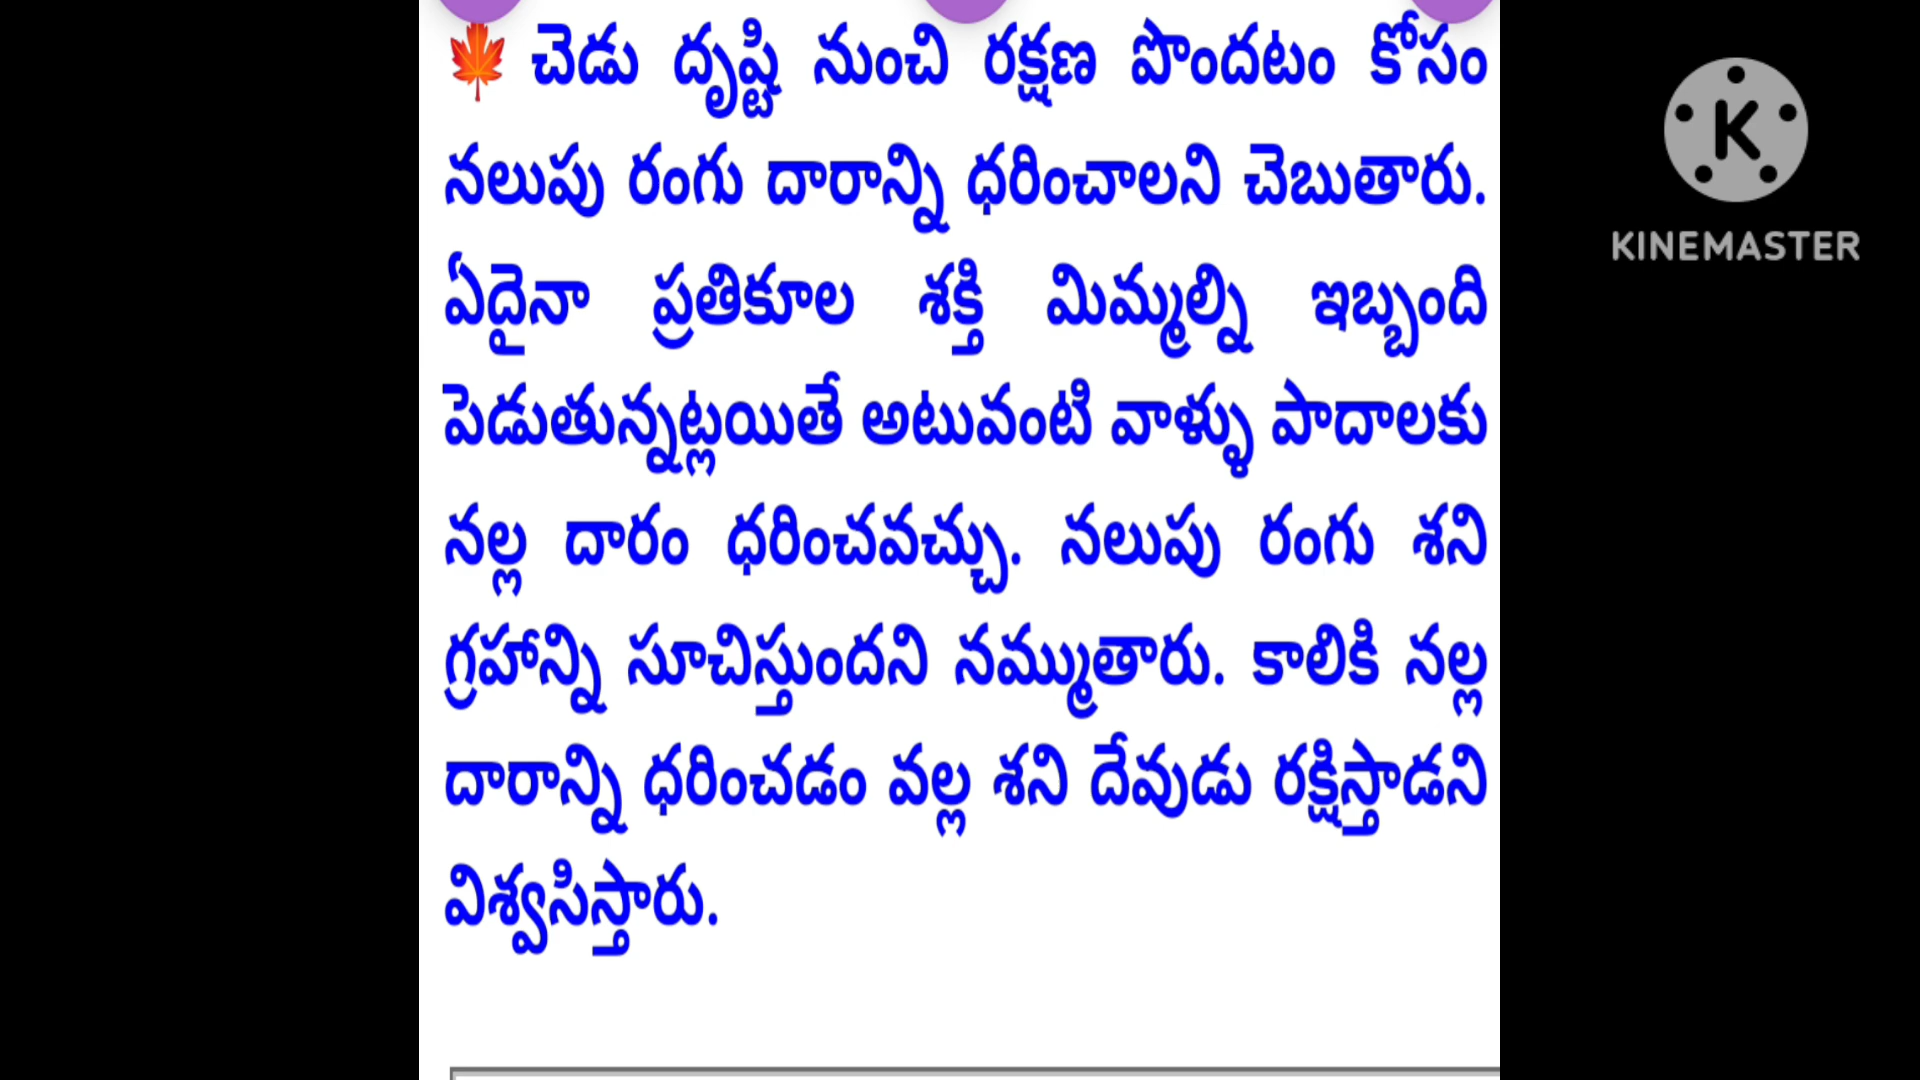 🍁 చెడు దృష్టి నుంచి రక్షణ పొందటం కోసం
నలుపు రంగు దారాన్ని ధరించాలని చెబుతారు.
ఏదైనా ప్రతికూల శక్తి మిమ్మల్ని ఇబ్బంది
పెడుతున్నట్లయితే అటువంటి వాళ్ళు పాదాలకు
నల్ల దారం ధరించవచ్చు. నలుపు రంగు శని
గ్రహాన్ని సూచిస్తుందని నమ్ముతారు. కాలికి నల్ల
దారాన్ని ధరించడం వల్ల శని దేవుడు రక్షిస్తాడని
విశ్వసిస్తారు.
K
KINEMASTER